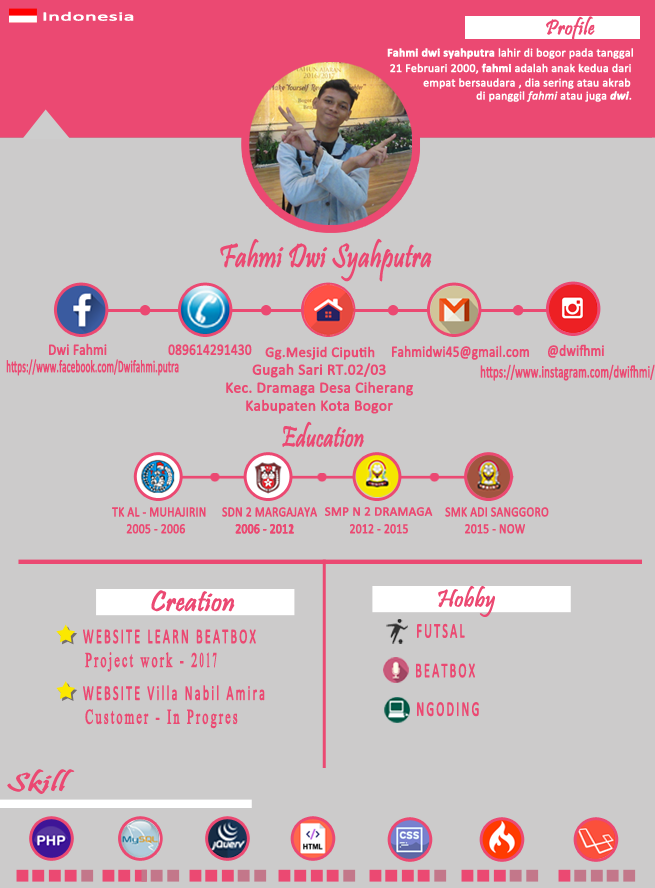 Indonesia
Profile
Fahmi dwi syahputra lahir di bogor pada tanggal
21 Februari 2000, fahmi adalah anak kedua dari
empat bersaudara , dia sering atau akrab
di panggil fahmi atau juga dwi.
Fahmi Dwi Syahputra
Dwi Fahmi
https://www.facebook.com/Dwifahmi.putra
089614291430
Gg.Mesjid Ciputih
Gugah Sari RT.02/03
Kec. Dramaga Desa Ciherang
Kabupaten Kota Bogor
Fahmidwi45@gmail.com
@dwifhmi
https://www.instagram.com/dwifhmi/
Education
TK AL - MUHAJIRIN
2005 - 2006
SDN 2 MARGAJAYA
2006 - 2012
SMP N 2 DRAMAGA
2012 - 2015
SMK ADI SANGGORO
2015 - NOW
Creation
WEBSITE LEARN BEATBOX
Project work - 2017
WEBSITE Villa Nabil Amira
Customer - In Progres
Hobby
FUTSAL
BEATBOX
NGODING
Skill
PHP
MySQL
jQuery
HTML
CSS